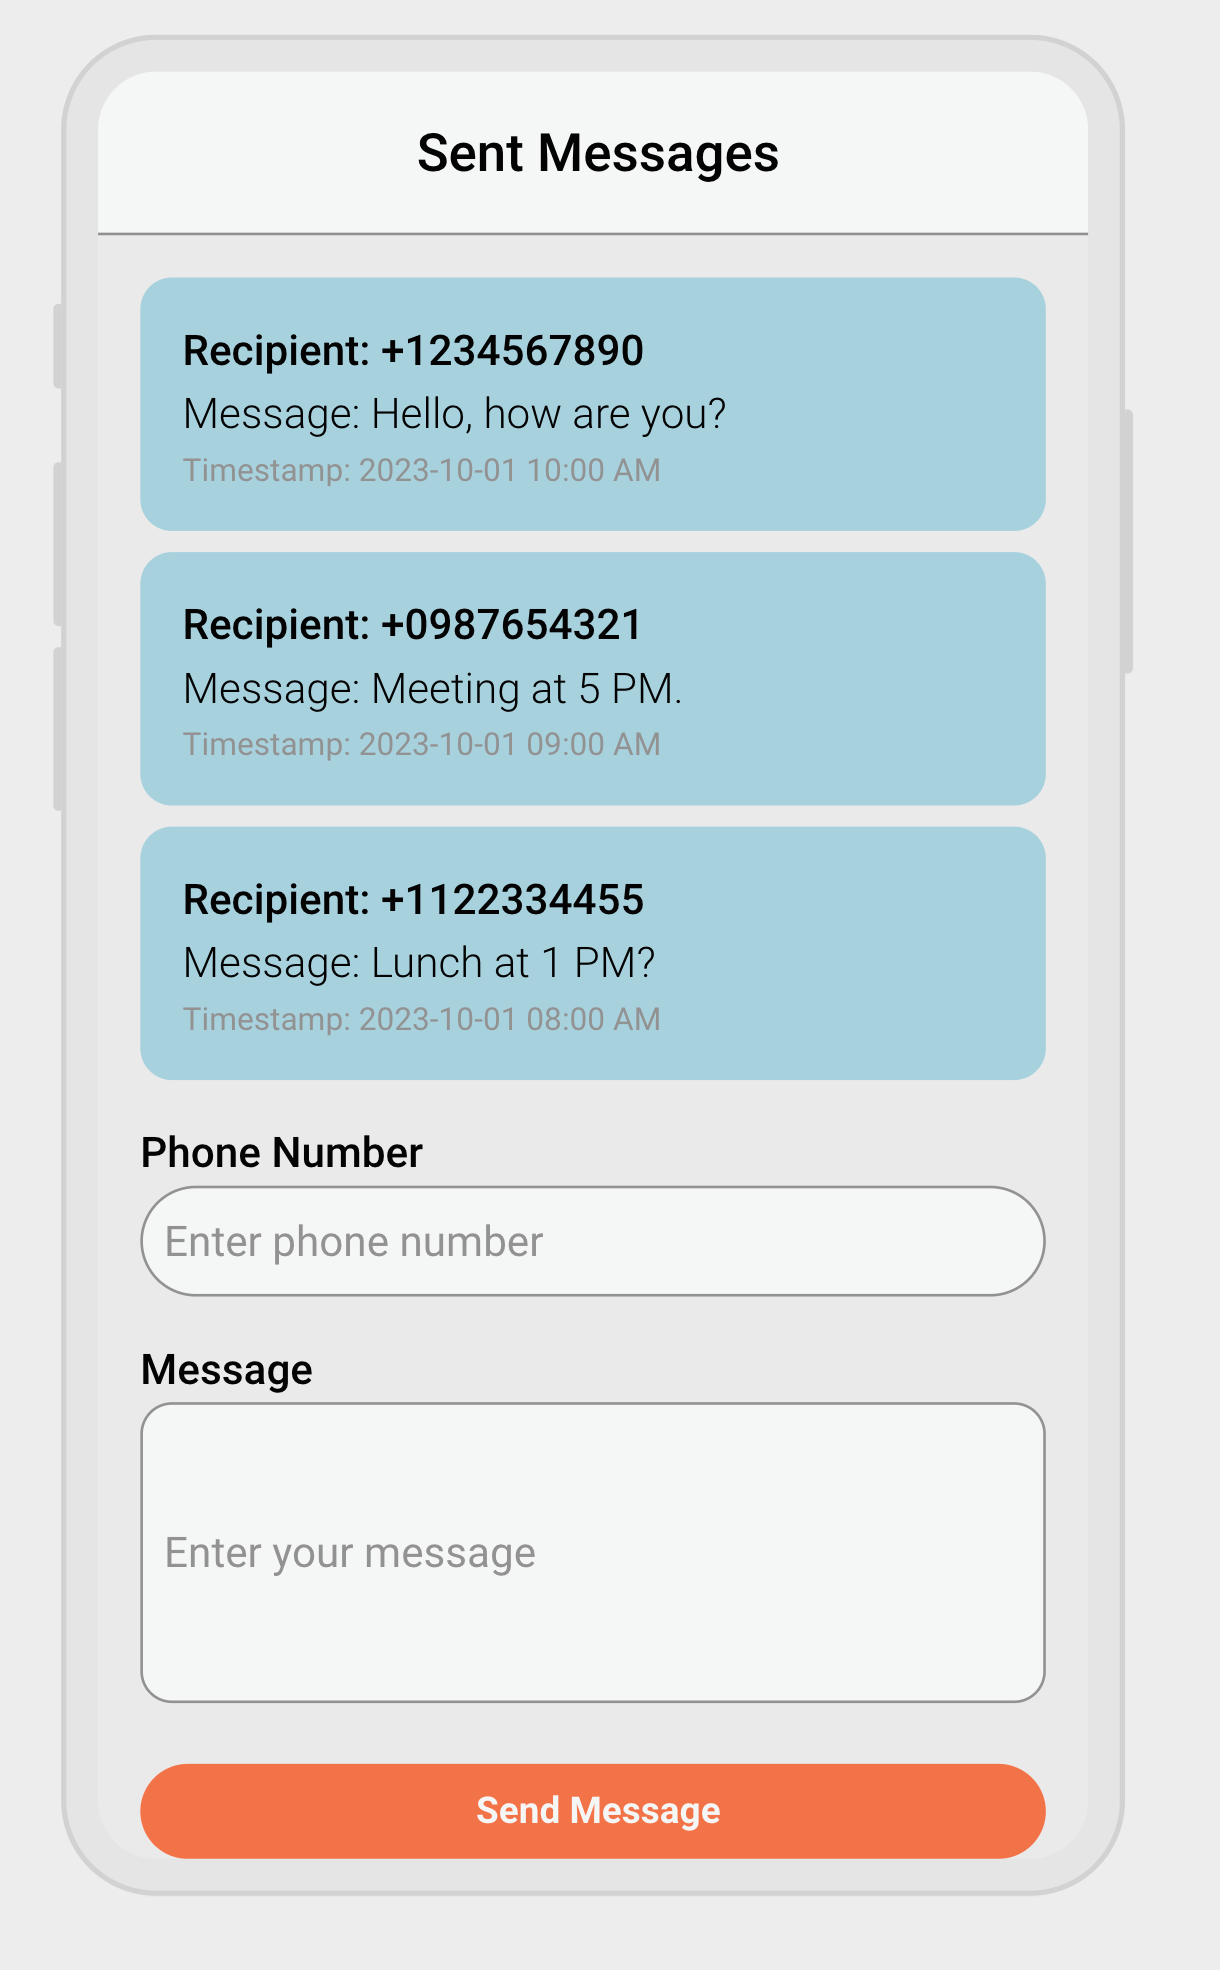 Sent Messages
Recipient: +1234567890
Message: Hello, how are you?
Timestamp: 2023-10-01 10:00 AM
Recipient: +0987654321
Message: Meeting at 5 PM.
Timestamp: 2023-10-01 09:00 AM
Recipient: +1122334455
Message: Lunch at 1 PM?
Timestamp: 2023-10-01 08:00 AM
Phone Number
Enter phone number
Message
Enter your message
Send Message